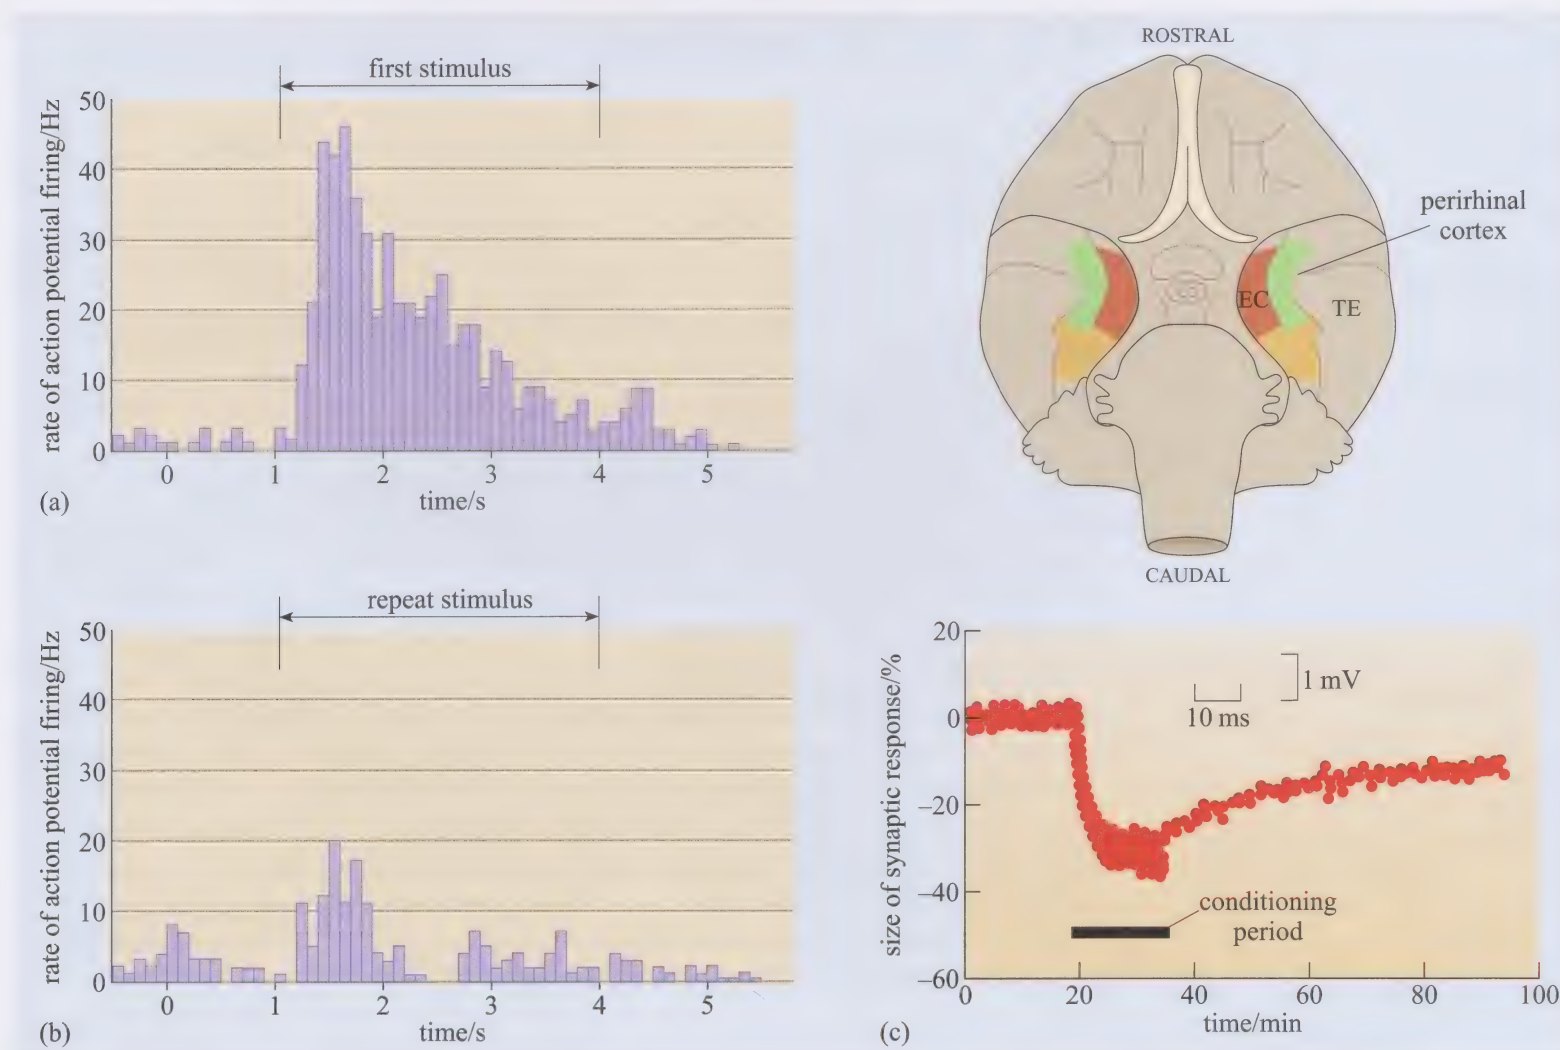 first stimulus
50
40
30
20
10
0
rate of action potential firing/Hz
0 1 2 3 4 5
time/s
(a)
ROSTRAL
perirhinal
cortex
EC
TE
CAUDAL
repeat stimulus
50
40
30
20
10
0
rate of action potential firing/Hz
0 1 2 3 4 5
time/s
(b)
20
0
–20
–40
–60
size of synaptic response/%
1 mV
10 ms
conditioning
period
0 20 40 60 80 100
time/min
(c)